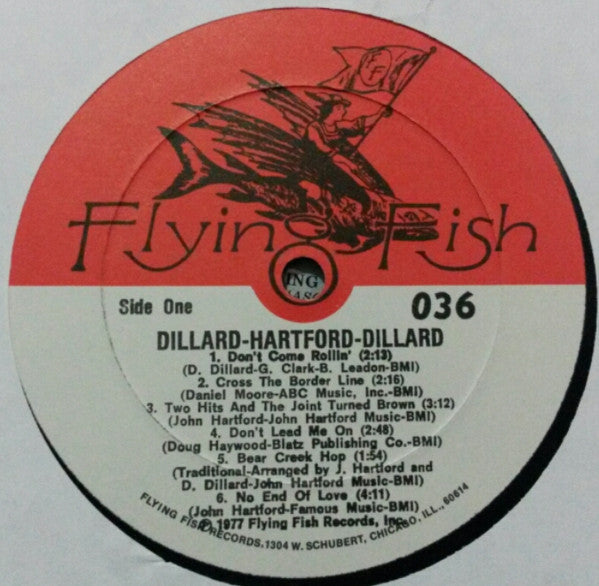 FF
Flying Fish
ING
ASC
Side One
036
DILLARD-HARTFORD-DILLARD
1. Don't Come Rollin' (2:13)
(D. Dillard-G. Clark-B. Leadon-BMI)
2. Cross The Border Line (2:16)
(Daniel Moore-ABC Music, Inc.-BMI)
3. Two Hits And The Joint Turned Brown (3:12)
(John Hartford-John Hartford Music-BMI)
4. Don't Lead Me On (2:48)
(Doug Haywood-Blatz Publishing Co.-BMI)
5. Bear Creek Hop (1:54)
(Traditional-Arranged by J. Hartford and
D. Dillard-John Hartford Music-BMI)
6. No End Of Love (4:11)
(John Hartford-Famous Music-BMI)
℗ 1977 Flying Fish Records, Inc.
FLYING FISH RECORDS, 1304 W. SCHUBERT, CHICAGO, ILL., 60614